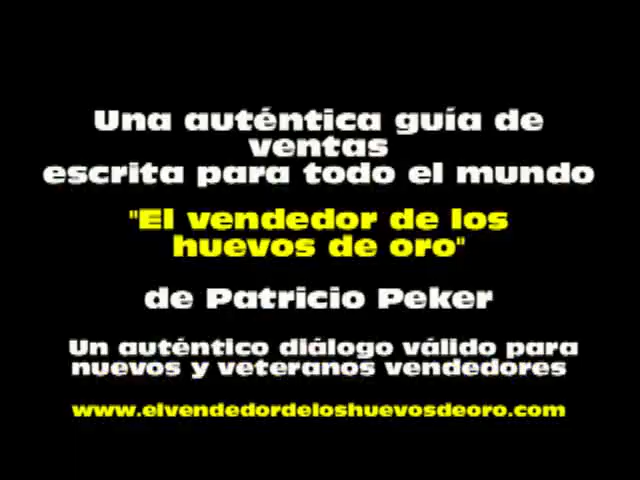 Una auténtica guía de
ventas
escrita para todo el mundo
"El vendedor de los
huevos de oro"
de Patricio Peker
Un auténtico diálogo válido para
nuevos y veteranos vendedores
www.elvendedordeloshuevosdeoro.com